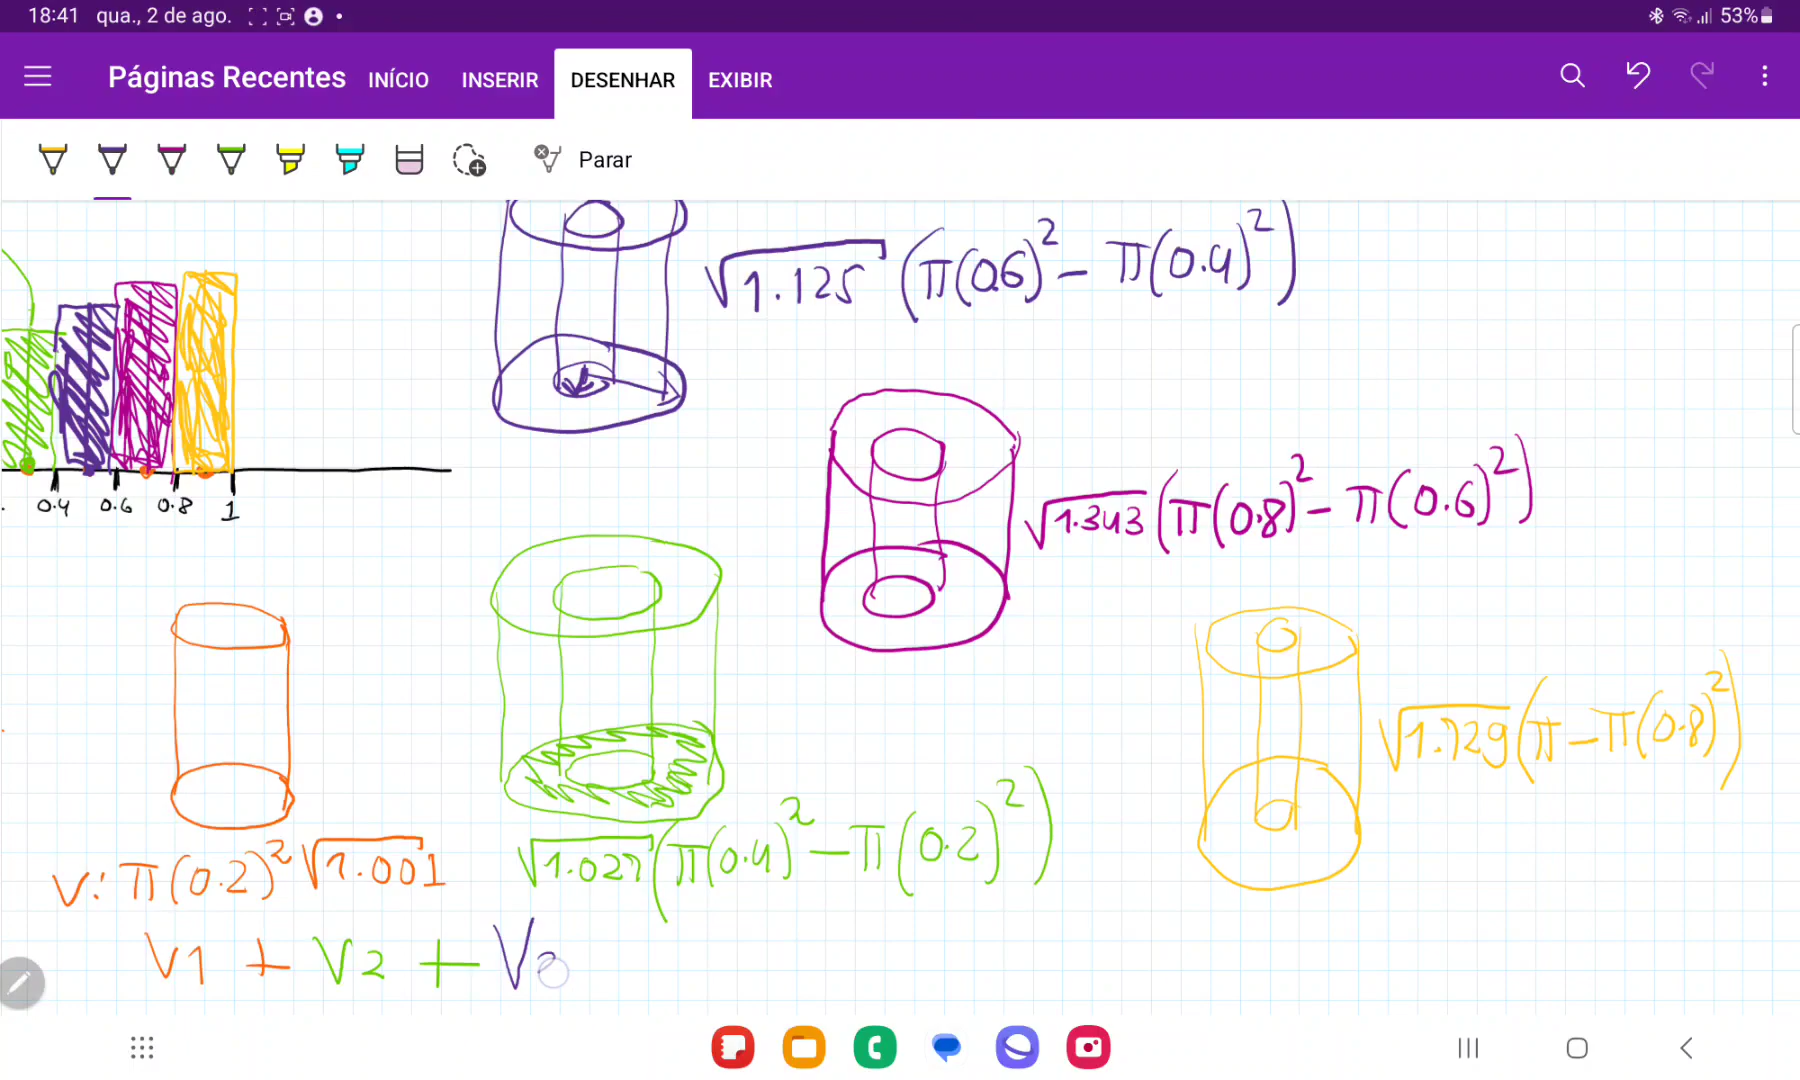 18:41 qua., 2 de ago. 53%
Páginas Recentes INÍCIO INSERIR DESENHAR EXIBIR
Parar
√1.125 (π(0.6)² − π(0.4)²)
0.4 0.6 0.8 1
√1.343 (π(0.8)² − π(0.6)²)
√1.729 (π − π(0.8)²)
V: π(0.2)² √1.001
√1.027 (π(0.4)² − π(0.2)²)
V1 + V2 + V